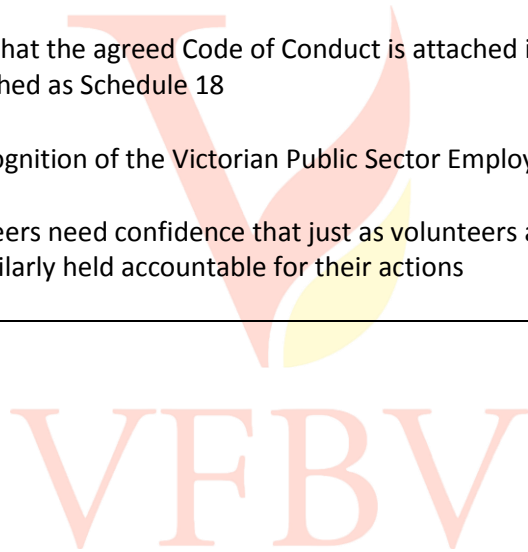 hat the agreed Code of Conduct is attached i
hed as Schedule 18
ognition of the Victorian Public Sector Employ
eers need confidence that just as volunteers a
ilarly held accountable for their actions
VFBV